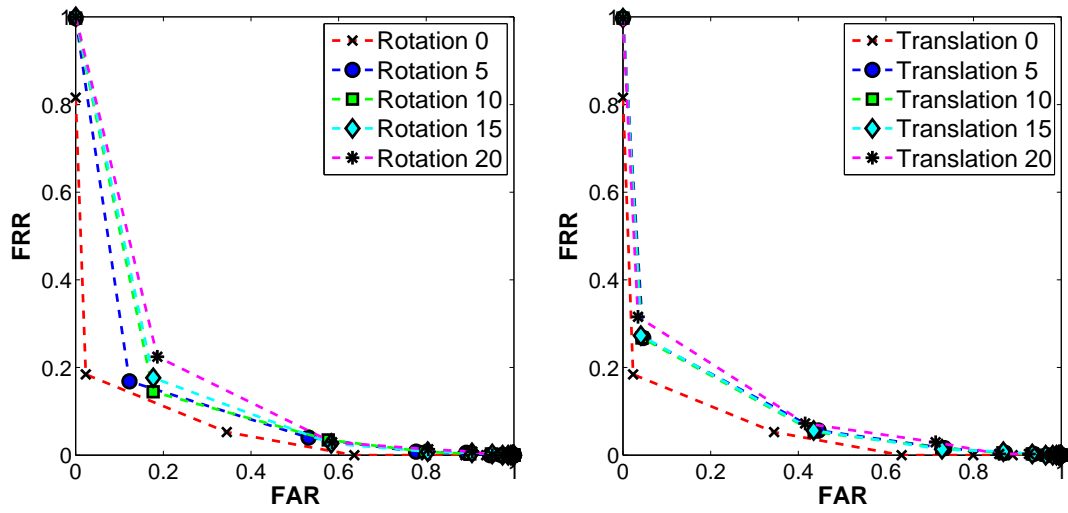 1
0.8
0.6
0.4
0.2
0
0
0.2
0.4
0.6
0.8
1
FRR
FAR
Rotation 0
Rotation 5
Rotation 10
Rotation 15
Rotation 20
1
0.8
0.6
0.4
0.2
0
0
0.2
0.4
0.6
0.8
1
FRR
FAR
Translation 0
Translation 5
Translation 10
Translation 15
Translation 20